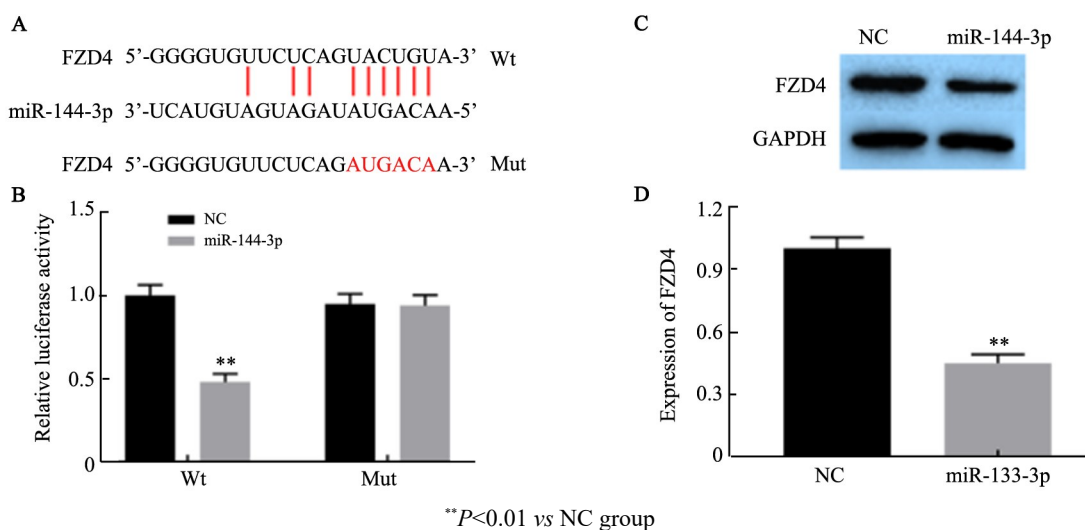 A
FZD4 5’-GGGGUGUUCUCAGUACUGUA-3’ Wt
miR-144-3p 3’-UCAUGUAGUAGAUAUGACAA-5’
FZD4 5’-GGGGUGUUCUCAGAUGACAA-3’ Mut
B
Relative luciferase activity
1.5
1.0
0.5
0
NC
miR-144-3p
**
Wt Mut
C
NC miR-144-3p
FZD4
GAPDH
D
Expression of FZD4
1.2
0.9
0.6
0.3
0
**
NC miR-133-3p
**P<0.01 vs NC group